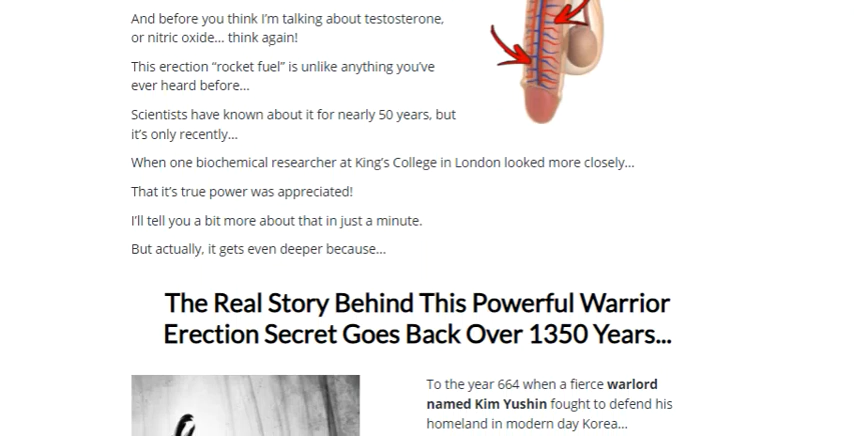 And before you think I'm talking about testosterone,
or nitric oxide... think again!
This erection “rocket fuel” is unlike anything you've
ever heard before...
Scientists have known about it for nearly 50 years, but
it's only recently...
When one biochemical researcher at King's College in London looked more closely...
That it's true power was appreciated!
I'll tell you a bit more about that in just a minute.
But actually, it gets even deeper because...
The Real Story Behind This Powerful Warrior
Erection Secret Goes Back Over 1350 Years...
To the year 664 when a fierce warlord
named Kim Yushin fought to defend his
homeland in modern day Korea...